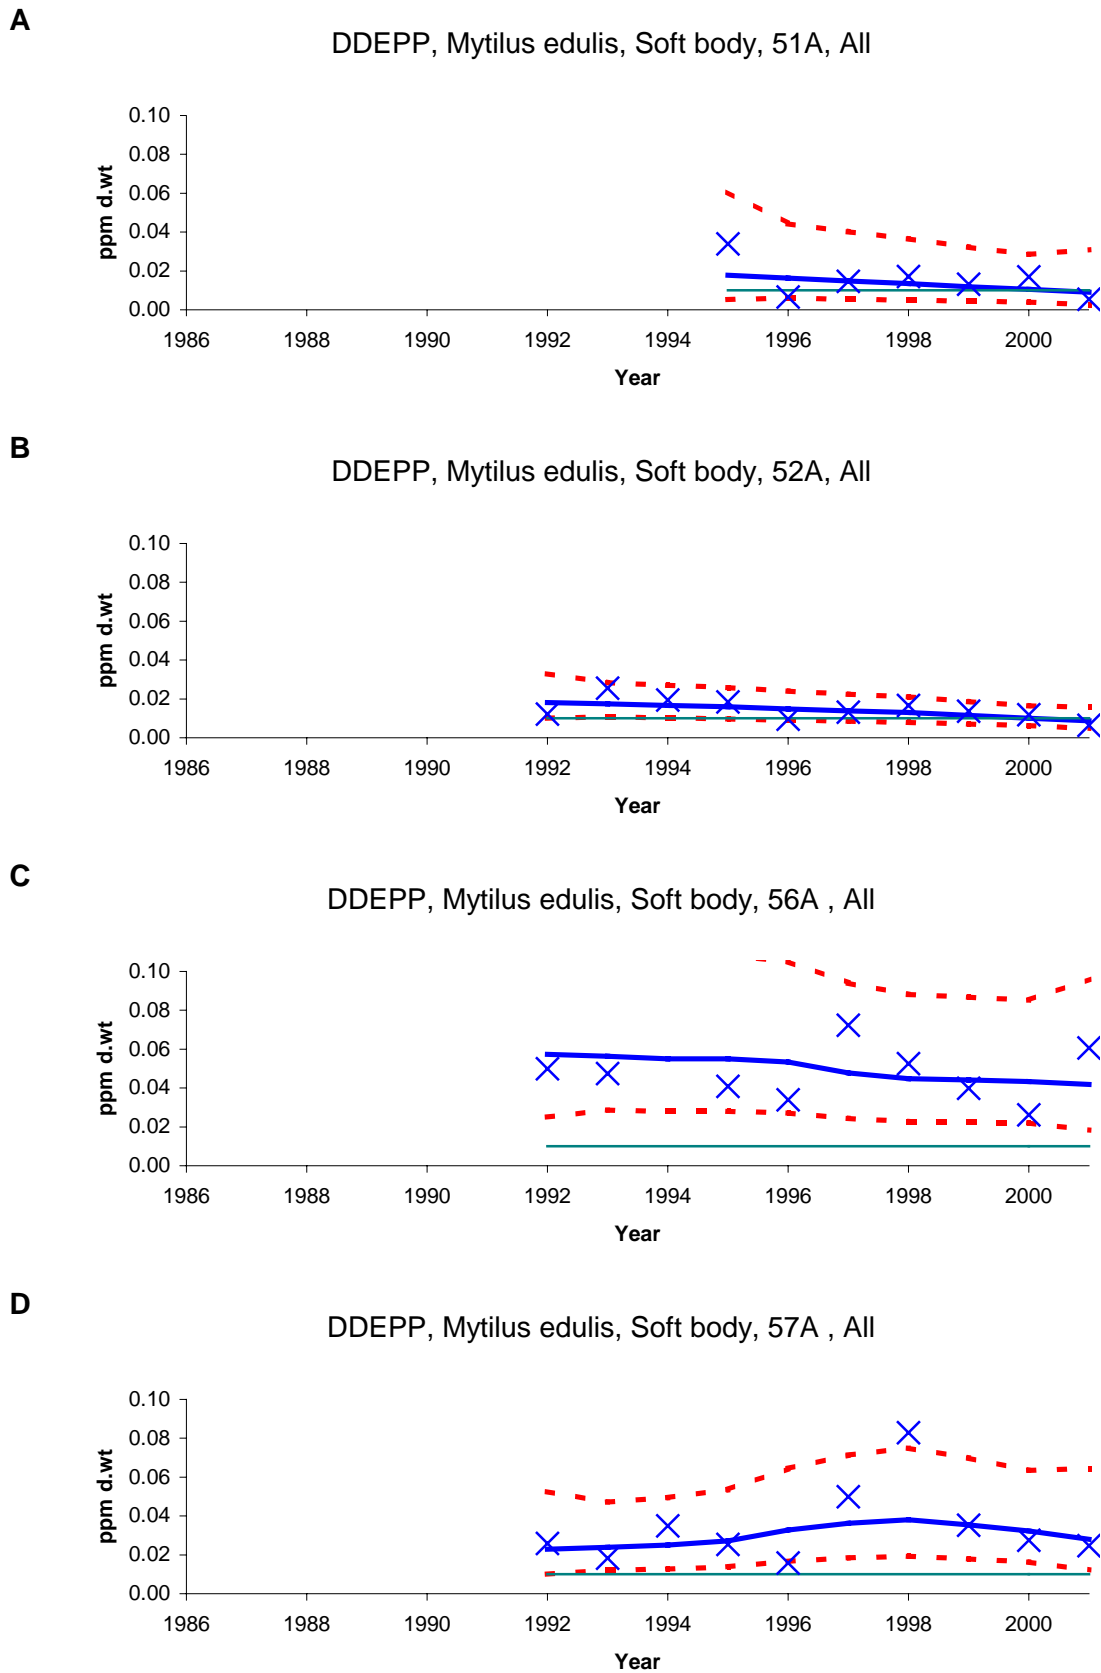 A
DDEPP, Mytilus edulis, Soft body, 51A, All
0.10
0.08
0.06
0.04
0.02
0.00
ppm d.wt
1986 1988 1990 1992 1994 1996 1998 2000
Year
B
DDEPP, Mytilus edulis, Soft body, 52A, All
0.10
0.08
0.06
0.04
0.02
0.00
ppm d.wt
1986 1988 1990 1992 1994 1996 1998 2000
Year
C
DDEPP, Mytilus edulis, Soft body, 56A , All
0.10
0.08
0.06
0.04
0.02
0.00
ppm d.wt
1986 1988 1990 1992 1994 1996 1998 2000
Year
D
DDEPP, Mytilus edulis, Soft body, 57A , All
0.10
0.08
0.06
0.04
0.02
0.00
ppm d.wt
1986 1988 1990 1992 1994 1996 1998 2000
Year